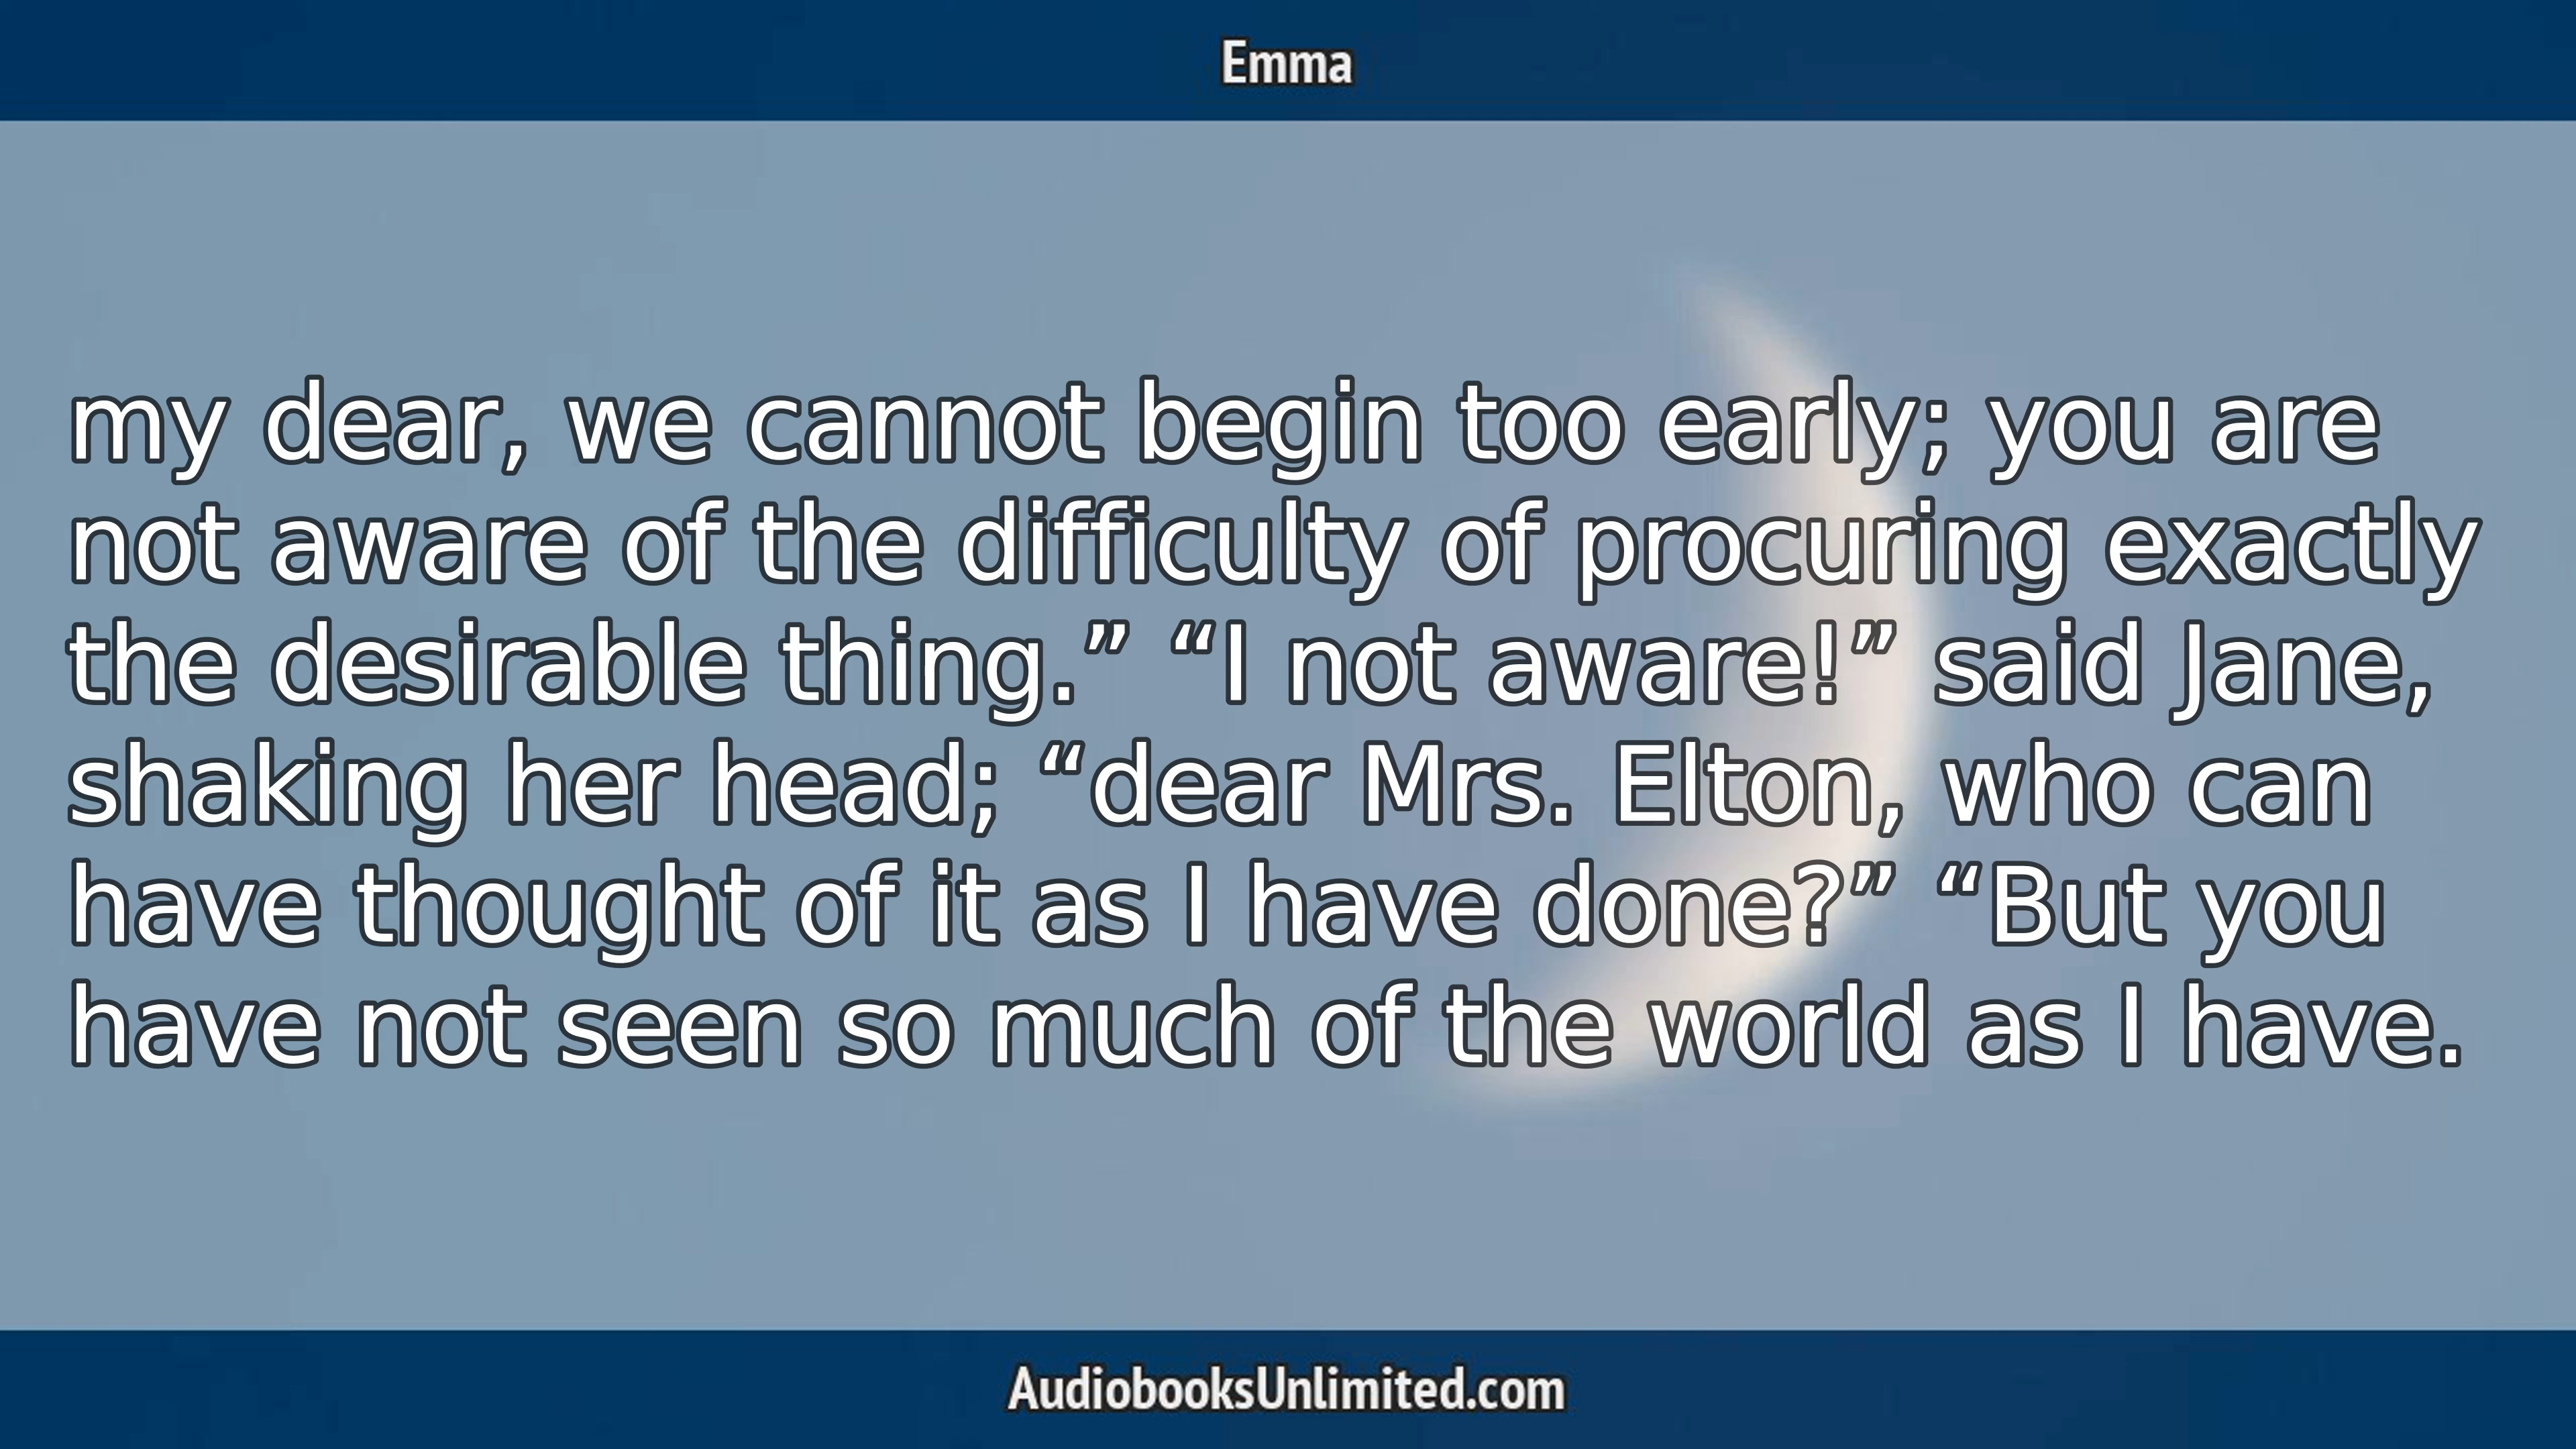 Emma
my dear, we cannot begin too early; you are
not aware of the difficulty of procuring exactly
the desirable thing.” “I not aware!” said Jane,
shaking her head; “dear Mrs. Elton, who can
have thought of it as I have done?” “But you
have not seen so much of the world as I have.
AudiobooksUnlimited.com